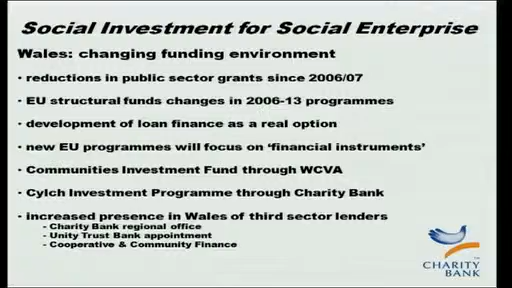 Social Investment for Social Enterprise
Wales: changing funding environment
• reductions in public sector grants since 2006/07
• EU structural funds changes in 2006-13 programmes
• development of loan finance as a real option
• new EU programmes will focus on ‘financial instruments’
• Communities Investment Fund through WCVA
• Cylch Investment Programme through Charity Bank
• increased presence in Wales of third sector lenders
- Charity Bank regional office
- Unity Trust Bank appointment
- Cooperative & Community Finance
CHARITY
BANK